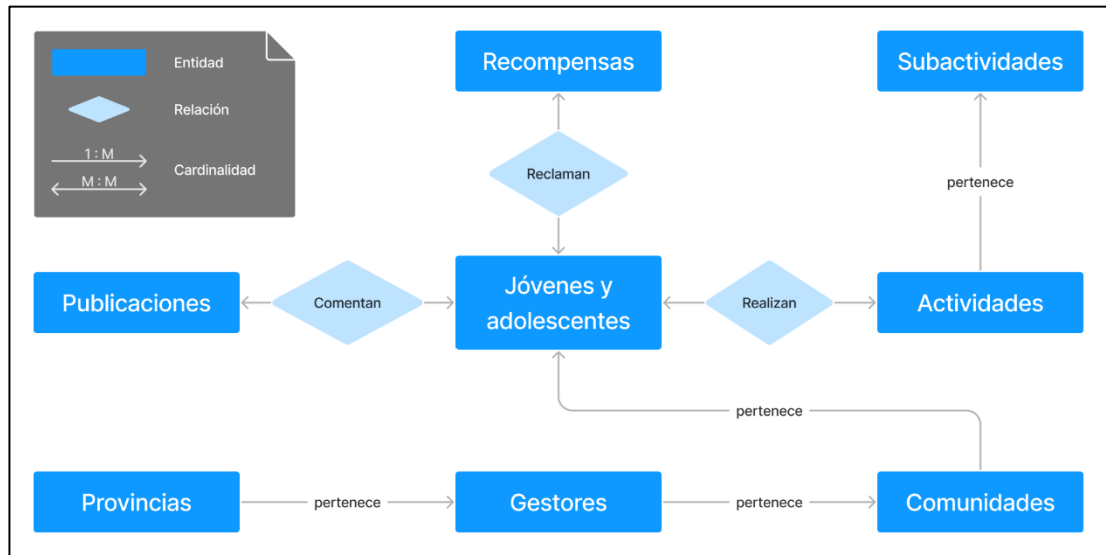 Entidad
Relación
1 : M
M : M
Cardinalidad
Recompensas
Subactividades
Reclaman
pertenece
Publicaciones
Comentan
Jóvenes y
adolescentes
Realizan
Actividades
pertenece
Provincias
pertenece
Gestores
pertenece
Comunidades